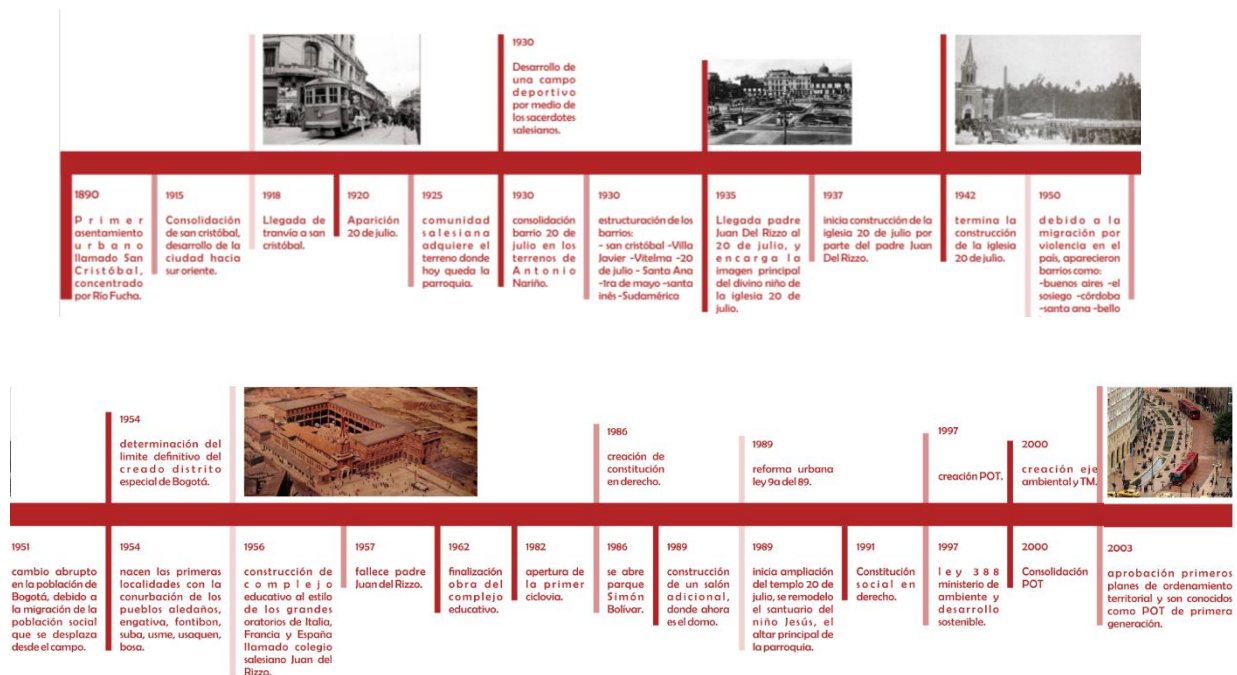 1930
Desarrollo de
una campo
deportivo
por medio de
los sacerdotes
salesianos.
1890
Primer
asentamiento
urbano
llamado San
Cristóbal,
concentrado
por Río Fucha.
1915
Consolidación
de san cristóbal,
desarrollo de la
ciudad hacia
sur oriente.
1918
Llegada de
tranvía a san
cristóbal.
1920
Aparición
20 de julio.
1925
comunidad
salesiana
adquiere el
terreno donde
hoy queda la
parroquia.
1930
consolidación
barrio 20 de
julio en los
terrenos de
Antonio
Nariño.
1930
estructuración de los
barrios:
- san cristóbal -Villa
Javier -Vitelma -20
de julio - Santa Ana
-1ra de mayo -santa
inés -Sudamérica
1935
Llegada padre
Juan Del Rizzo al
20 de julio, y
encarga la
imagen principal
del divino niño de
la iglesia 20 de
julio.
1937
inicia construcción de la
iglesia 20 de julio por
parte del padre Juan
Del Rizzo.
1942
termina la
construcción
de la iglesia
20 de julio.
1950
debido a la
migración por
violencia en el
país, aparecieron
barrios como:
-buenos aires -el
sosiego -córdoba
-santa ana -bello
1954
determinación del
limite definitivo del
creado distrito
especial de Bogotá.
1986
creación de
constitución
en derecho.
1989
reforma urbana
ley 9a del 89.
1997
creación POT.
2000
creación eje
ambiental y TM.
1951
cambio abrupto
en la población de
Bogotá, debido a
la migración de la
población social
que se desplaza
desde el campo.
1954
nacen las primeras
localidades con la
conurbación de los
pueblos aledaños,
engativa, fontibon,
suba, usme, usaquen,
bosa.
1956
construcción de
complejo
educativo al estilo
de los grandes
oratorios de Italia,
Francia y España
llamado colegio
salesiano Juan del
Rizzo.
1957
fallece padre
Juan del Rizzo.
1962
finalización
obra del
complejo
educativo.
1982
apertura de
la primer
ciclovia.
1986
se abre
parque
Simón
Bolívar.
1989
construcción
de un salón
adicional,
donde ahora
es el domo.
1989
inicia ampliación
del templo 20 de
julio, se remodelo
el santuario del
niño Jesús, el
altar principal de
la parroquia.
1991
Constitución
social en
derecho.
1997
ley 388
ministerio de
ambiente y
desarrollo
sostenible.
2000
Consolidación
POT
2003
aprobación primeros
planes de ordenamiento
territorial y son conocidos
como POT de primera
generación.